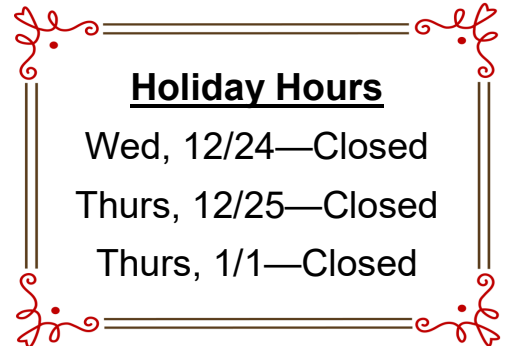 Holiday Hours
Wed, 12/24—Closed
Thurs, 12/25—Closed
Thurs, 1/1—Closed